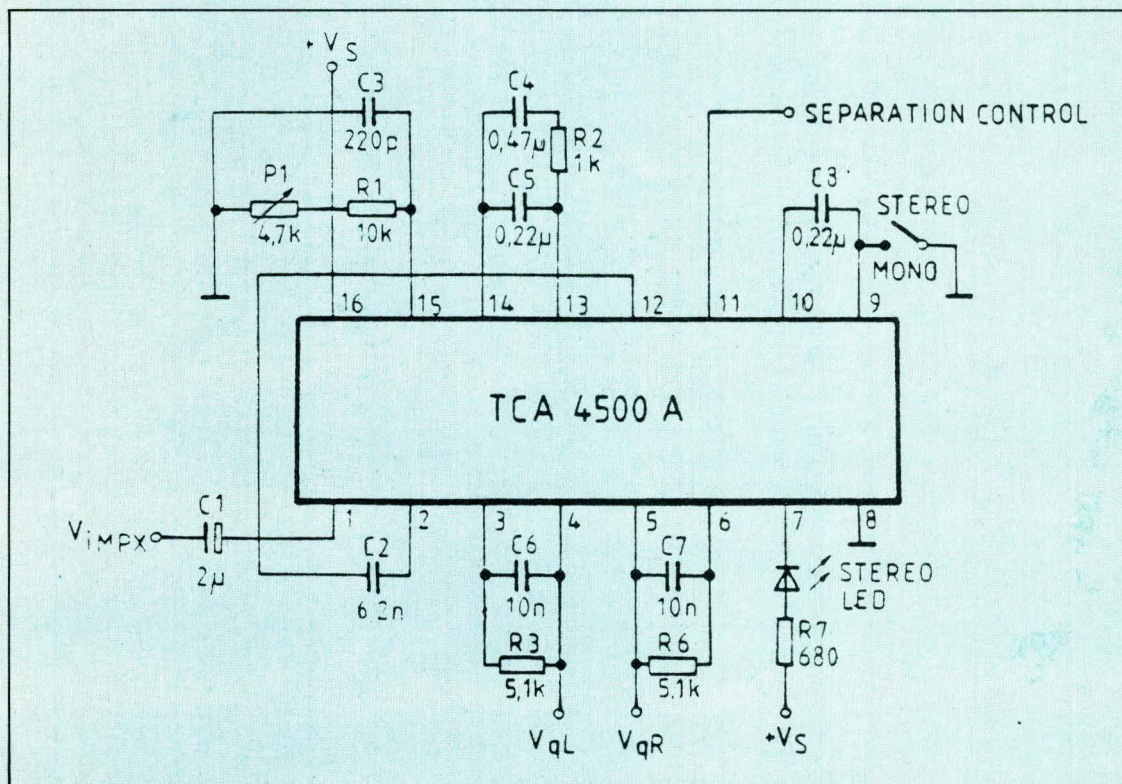 +VS
C3
220p
C4
0,47µ
R2
1k
SEPARATION CONTROL
P1
4,7k
R1
10k
C5
0,22µ
C3
0,22µ
STEREO
MONO
16 15 14 13 12 11 10 9
TCA 4500 A
1 2 3 4 5 6 7 8
ViMPX
C1
2µ
C2
6,2n
C6
10n
C7
10n
STEREO
LED
R3
5,1k
R6
5,1k
R7
680
VqL
VqR
+VS